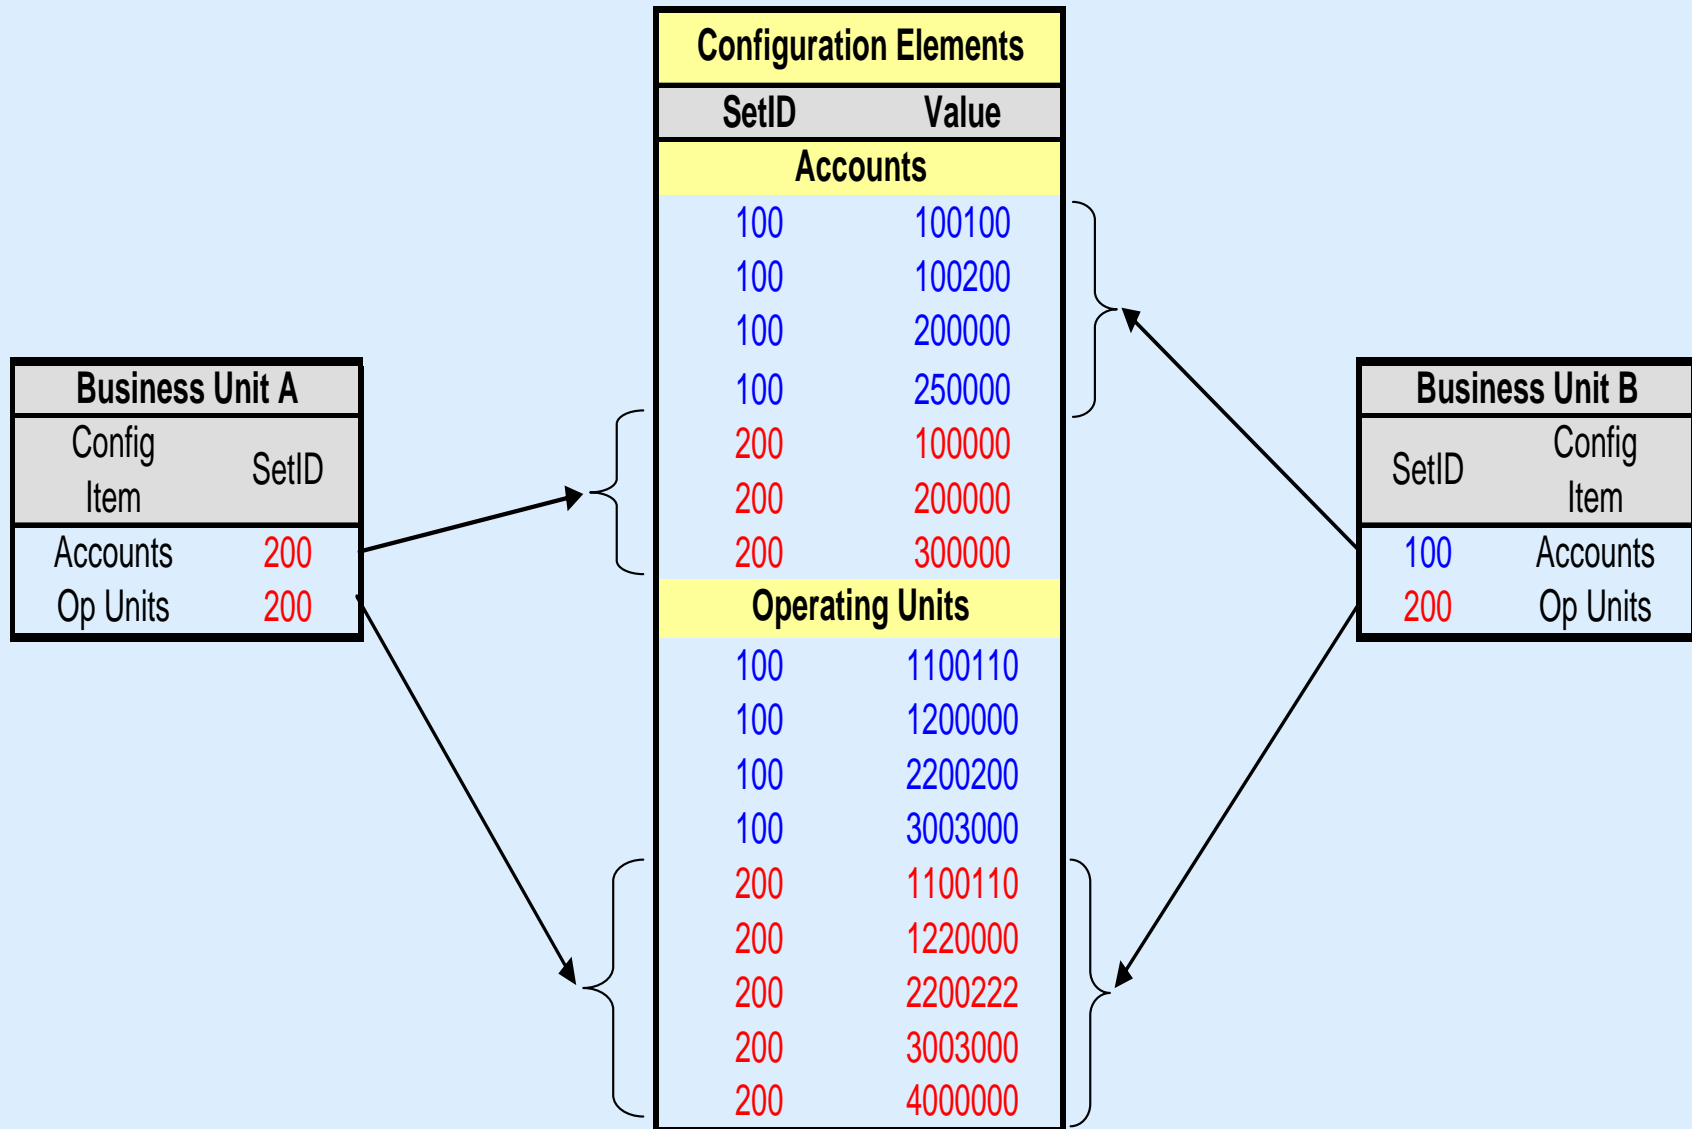 Configuration Elements
SetID Value
Accounts
100 100100
100 100200
100 200000
100 250000
200 100000
200 200000
200 300000
Operating Units
100 1100110
100 1200000
100 2200200
100 3003000
200 1100110
200 1220000
200 2200222
200 3003000
200 4000000
Business Unit A
Config
Item
SetID
Accounts 200
Op Units 200
Business Unit B
SetID
Config
Item
100 Accounts
200 Op Units